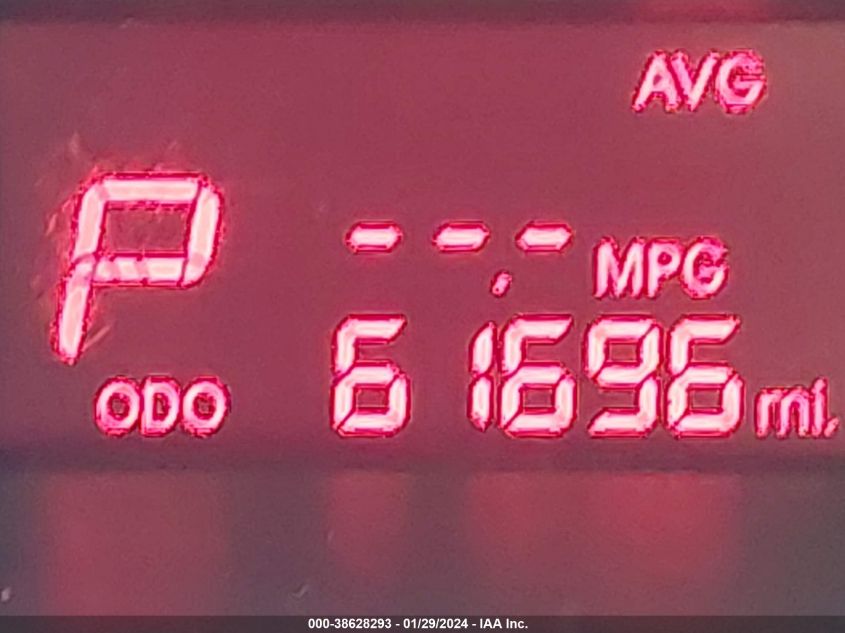 AVG
P --.- MPG
ODO 61696 mi.
000-38628293 - 01/29/2024 - IAA Inc.